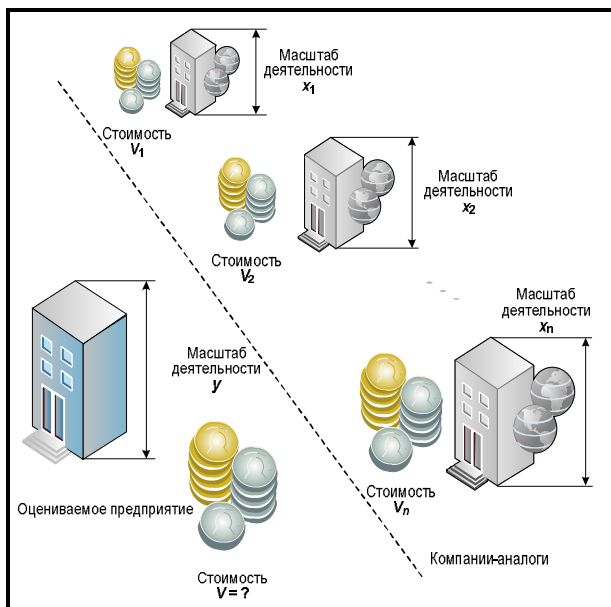 Масштаб
деятельности
x1
Стоимость
V1
Масштаб
деятельности
x2
Стоимость
V2
Масштаб
деятельности
xn
Масштаб
деятельности
y
Стоимость
Vn
Оцениваемое предприятие
Компании-аналоги
Стоимость
V = ?